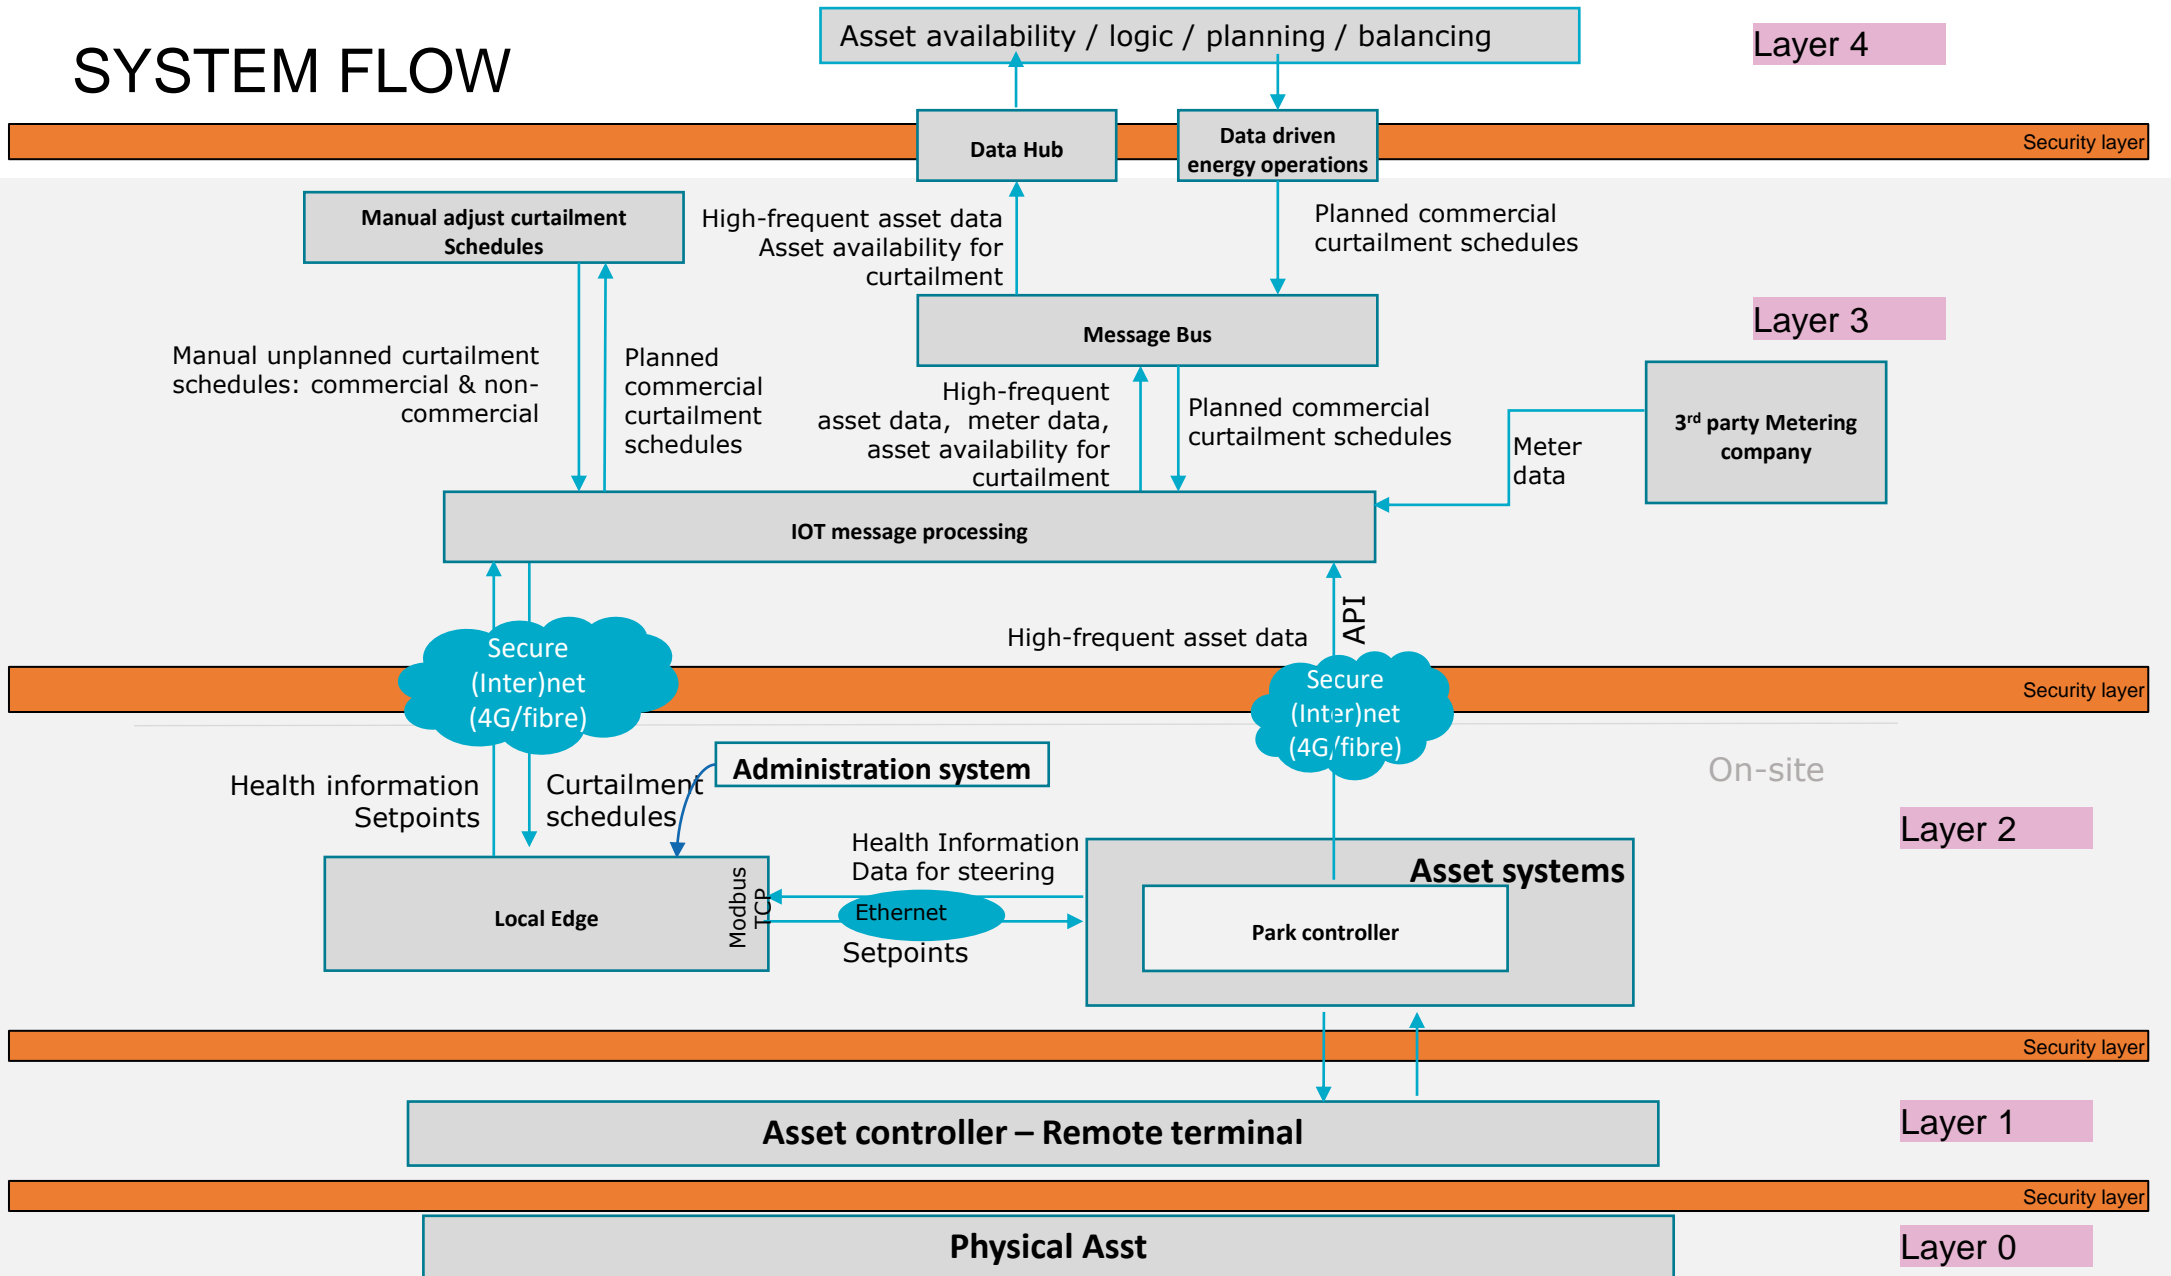 SYSTEM FLOW
Asset availability / logic / planning / balancing
Layer 4
Data Hub
Data driven
energy operations
Security layer
Manual adjust curtailment
Schedules
High-frequent asset data
Asset availability for
curtailment
Planned commercial
curtailment schedules
Layer 3
Message Bus
Manual unplanned curtailment
schedules: commercial & non-
commercial
Planned
commercial
curtailment
schedules
High-frequent
asset data, meter data,
asset availability for
curtailment
Planned commercial
curtailment schedules
Meter
data
3rd party Metering
company
IOT message processing
Secure
(Inter)net
(4G/fibre)
High-frequent asset data
API
Secure
(Inter)net
(4G/fibre)
Security layer
On-site
Health information
Setpoints
Curtailment
schedules
Administration system
Layer 2
Local Edge
Modbus
TCP
Health Information
Data for steering
Ethernet
Setpoints
Asset systems
Park controller
Security layer
Asset controller – Remote terminal
Layer 1
Security layer
Physical Asst
Layer 0